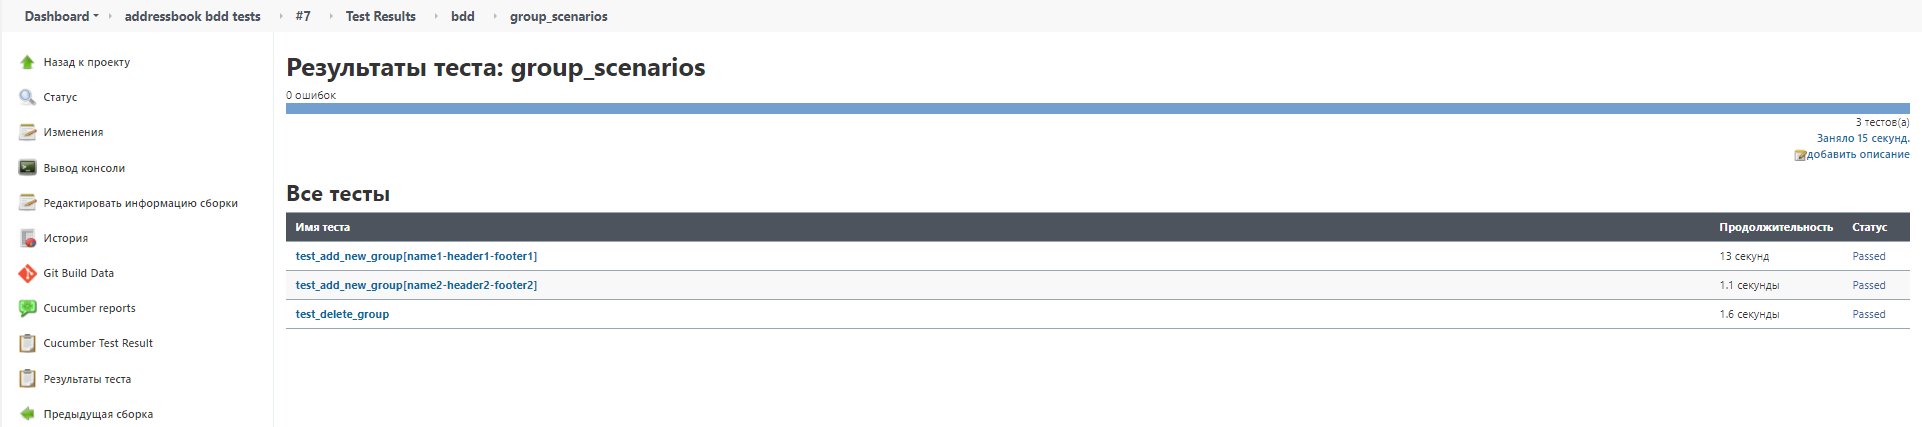 Dashboard addressbook bdd tests #7 Test Results bdd group_scenarios
Назад к проекту
Статус
Изменения
Вывод консоли
Редактировать информацию сборки
История
Git Build Data
Cucumber reports
Cucumber Test Result
Результаты теста
Предыдущая сборка
Результаты теста: group_scenarios
0 ошибок
3 тестов(а)
Заняло 15 секунд.
добавить описание
Все тесты
Имя теста Продолжительность Статус
test_add_new_group[name1-header1-footer1] 13 секунд Passed
test_add_new_group[name2-header2-footer2] 1.1 секунды Passed
test_delete_group 1.6 секунды Passed